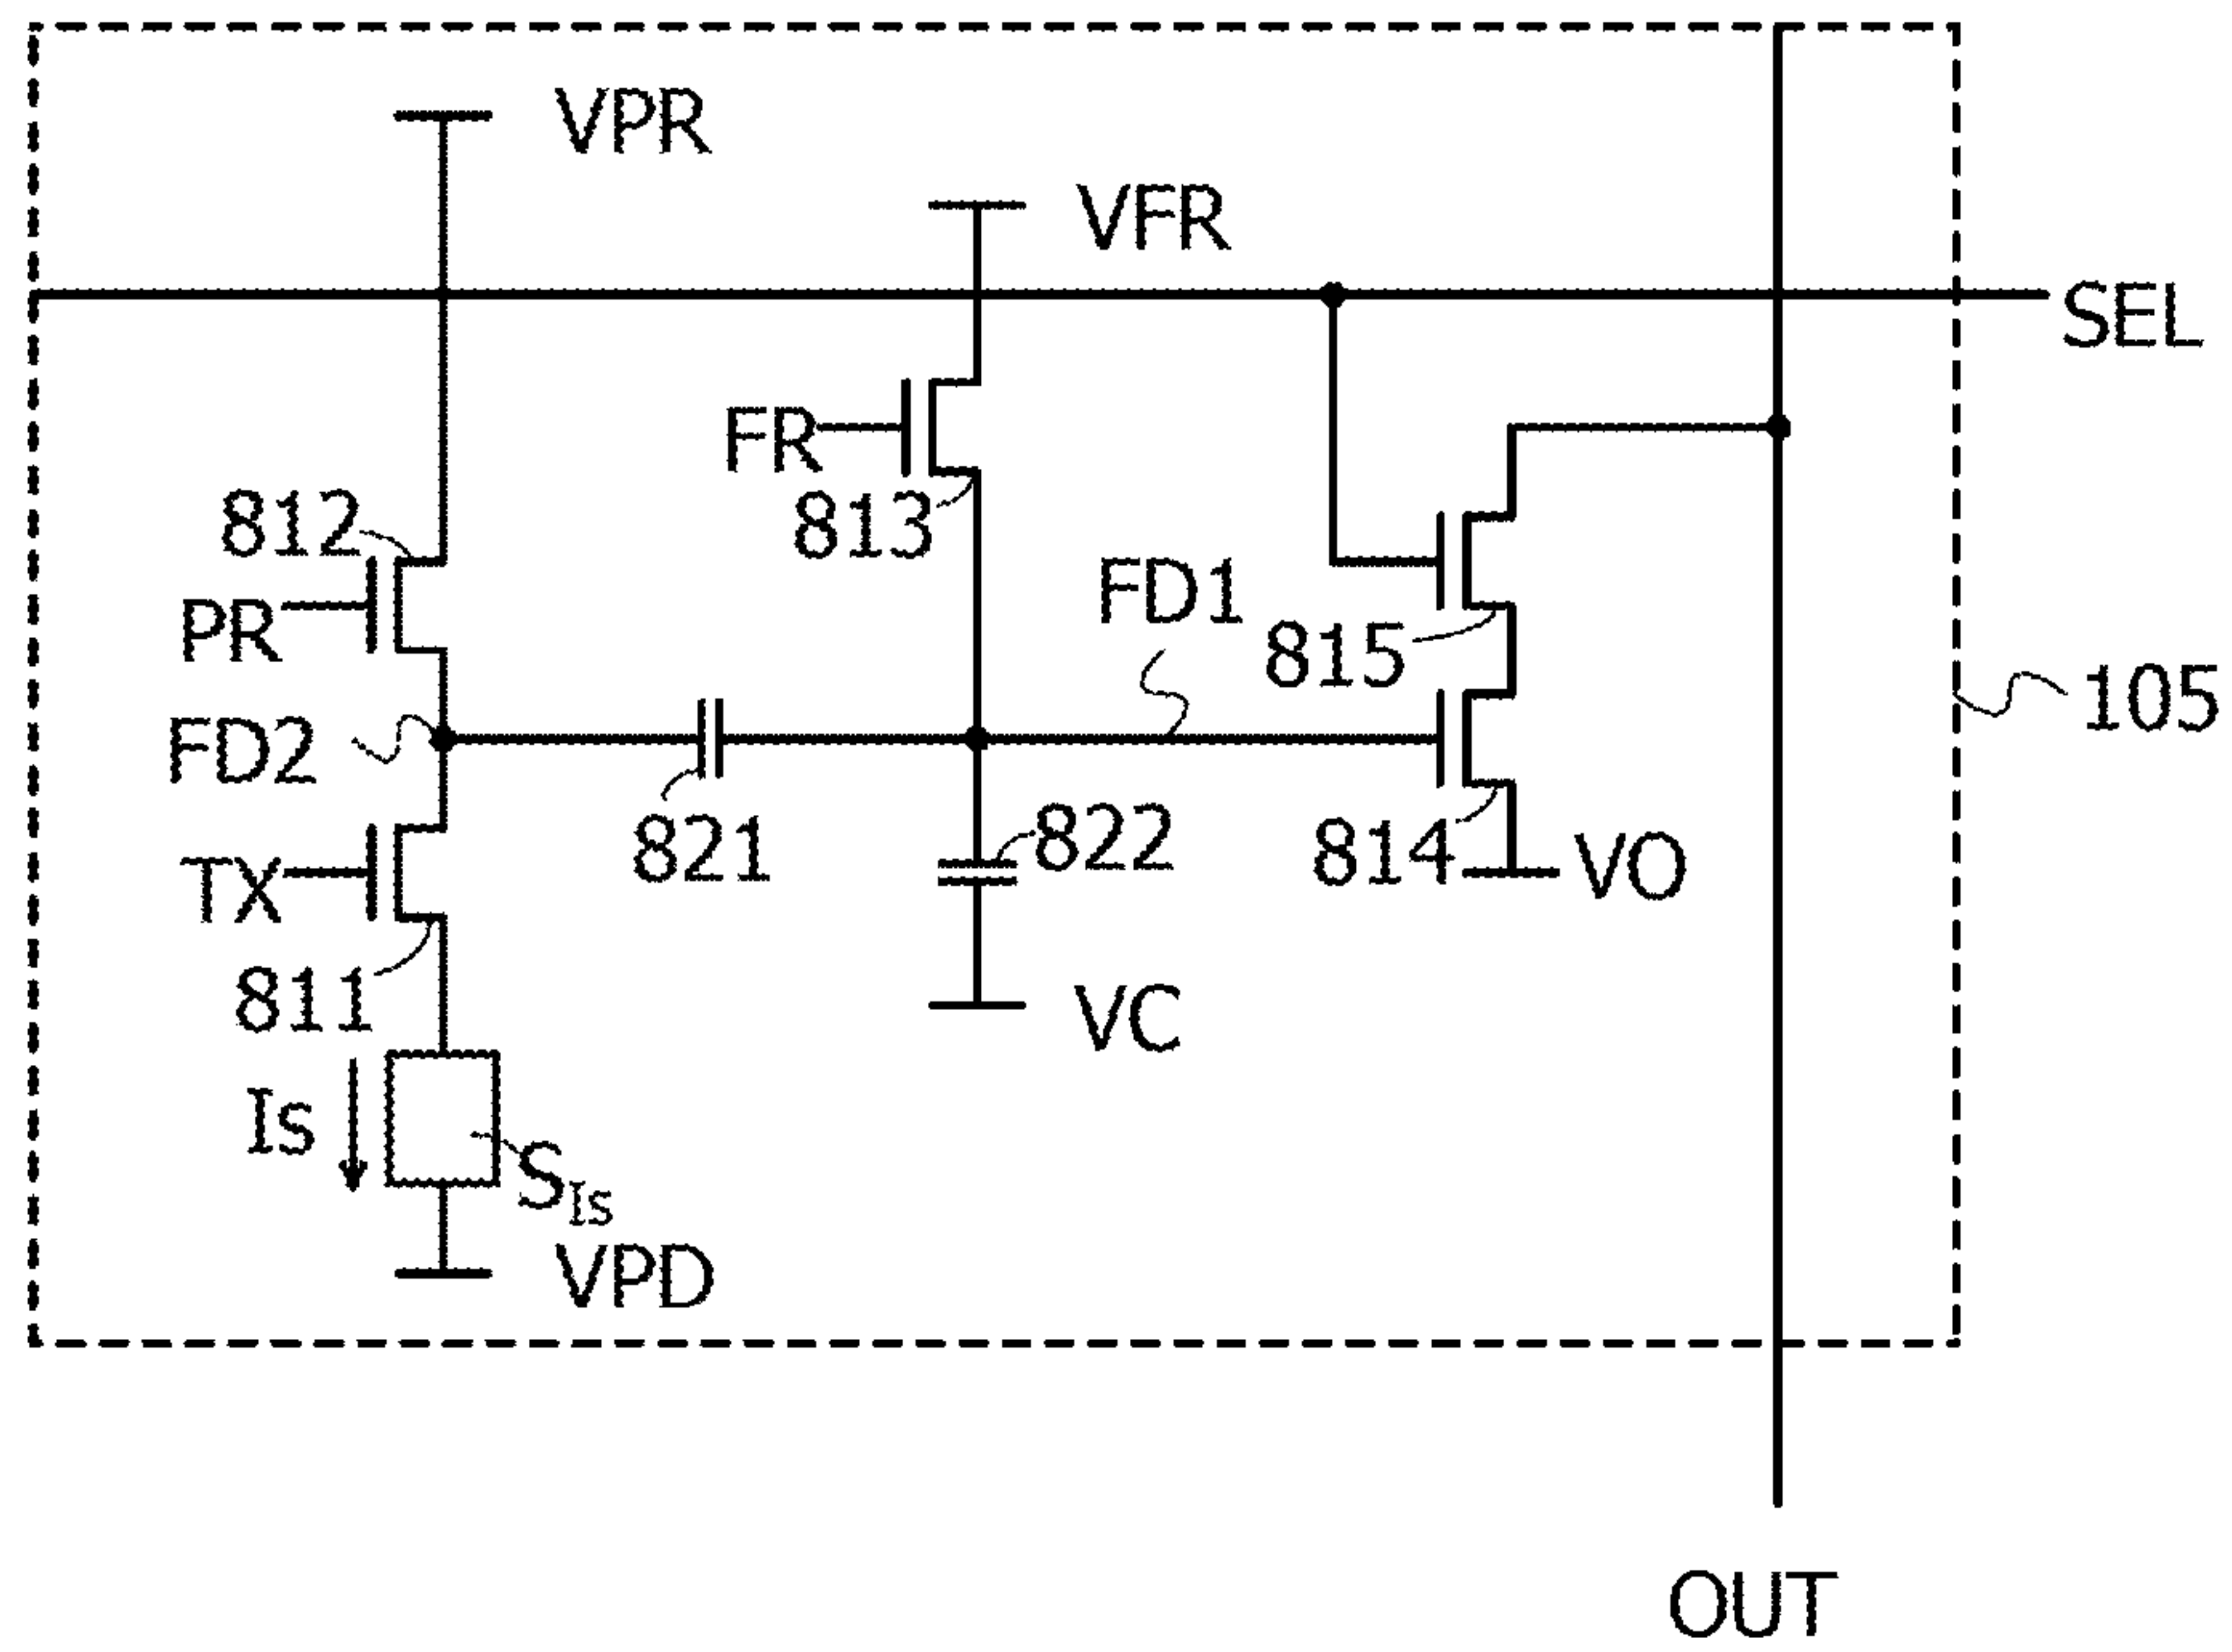 VPR
VFR
SEL
FR
812
813
FD1
PR
815
105
FD2
821
822
814
VO
TX
811
VC
Is
SIs
VPD
OUT